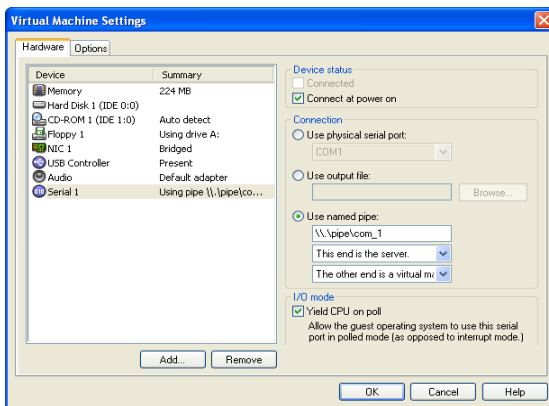 Virtual Machine Settings
Hardware
Options
Device Summary
Memory 224 MB
Hard Disk 1 (IDE 0:0)
CD-ROM 1 (IDE 1:0) Auto detect
Floppy 1 Using drive A:
NIC 1 Bridged
USB Controller Present
Audio Default adapter
Serial 1 Using pipe \\.\pipe\co...
Add...
Remove
Device status
Connected
Connect at power on
Connection
Use physical serial port:
COM1
Use output file:
Browse...
Use named pipe:
\\.\pipe\com_1
This end is the server.
The other end is a virtual
I/O mode
Yield CPU on poll
Allow the guest operating system to use this serial
port in polled mode (as opposed to interrupt mode.)
OK
Cancel
Help